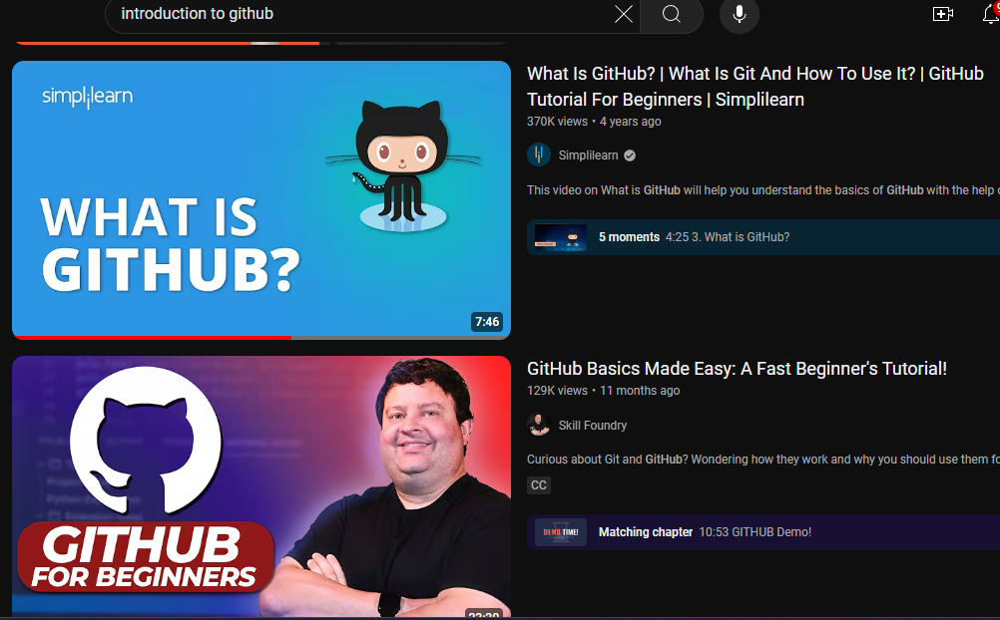 introduction to github
simplilearn
WHAT IS
GITHUB?
7:46
What Is GitHub? | What Is Git And How To Use It? | GitHub
Tutorial For Beginners | Simplilearn
370K views • 4 years ago
Simplilearn
This video on What is GitHub will help you understand the basics of GitHub with the help
5 moments 4:25 3. What is GitHub?
GITHUB
FOR BEGINNERS
GitHub Basics Made Easy: A Fast Beginner's Tutorial!
129K views • 11 months ago
Skill Foundry
Curious about Git and GitHub? Wondering how they work and why you should use them
CC
DEMO TIME!
Matching chapter 10:53 GITHUB Demo!